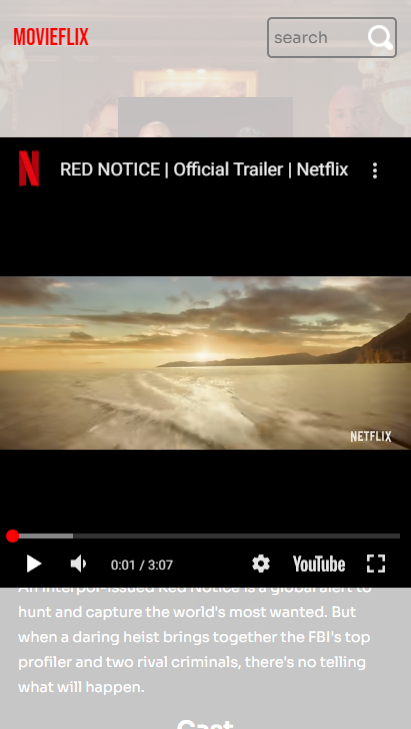 MOVIEFLIX
search
RED NOTICE | Official Trailer | Netflix
NETFLIX
0:01 / 3:07
YouTube
An Interpol-issued Red Notice is a global alert to
hunt and capture the world's most wanted. But
when a daring heist brings together the FBI's top
profiler and two rival criminals, there's no telling
what will happen.
Cast